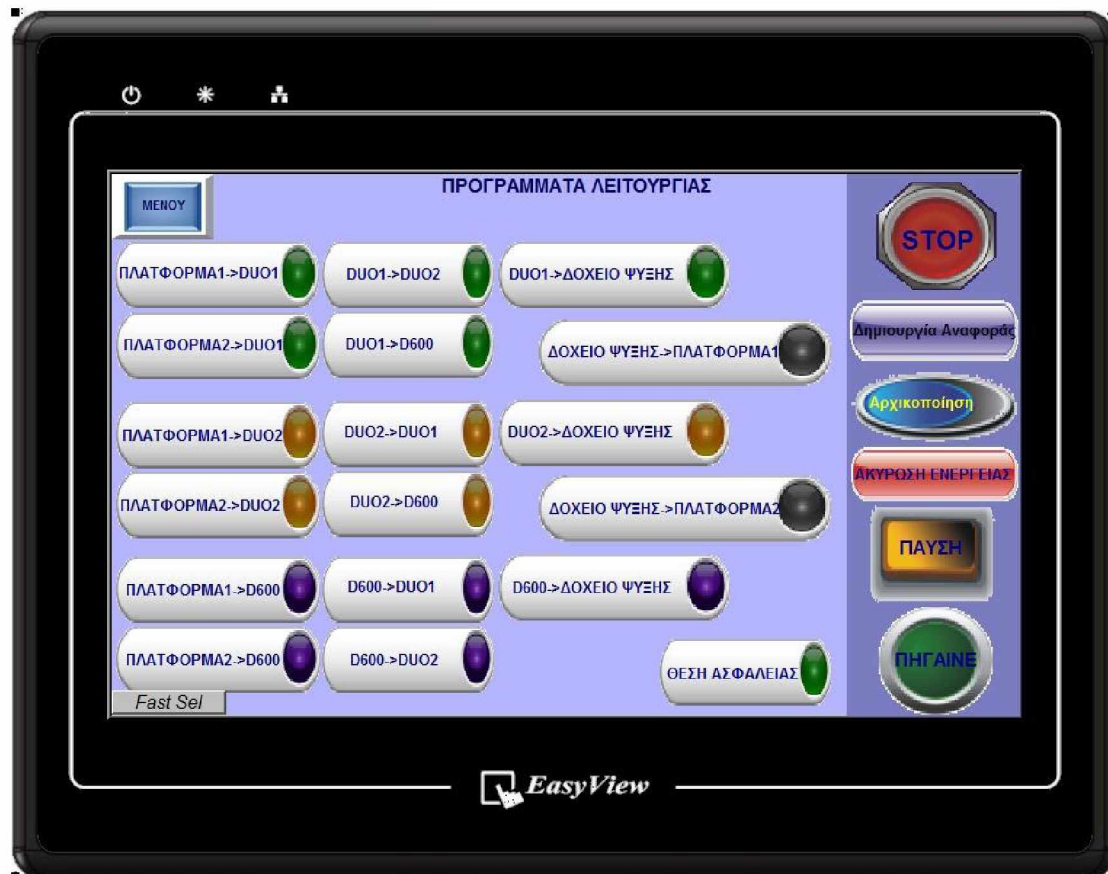 ΠΡΟΓΡΑΜΜΑΤΑ ΛΕΙΤΟΥΡΓΙΑΣ
ΜΕΝΟΥ
STOP
ΠΛΑΤΦΟΡΜΑ1->DUO1
DUO1->DUO2
DUO1->ΔΟΧΕΙΟ ΨΥΞΗΣ
ΠΛΑΤΦΟΡΜΑ2->DUO1
DUO1->D600
ΔΟΧΕΙΟ ΨΥΞΗΣ->ΠΛΑΤΦΟΡΜΑ1
Δημιουργία Αναφοράς
Αρχικοποίηση
ΠΛΑΤΦΟΡΜΑ1->DUO2
DUO2->DUO1
DUO2->ΔΟΧΕΙΟ ΨΥΞΗΣ
ΑΚΥΡΩΣΗ ΕΝΕΡΓΕΙΑΣ
ΠΛΑΤΦΟΡΜΑ2->DUO2
DUO2->D600
ΔΟΧΕΙΟ ΨΥΞΗΣ->ΠΛΑΤΦΟΡΜΑ2
ΠΑΥΣΗ
ΠΛΑΤΦΟΡΜΑ1->D600
D600->DUO1
D600->ΔΟΧΕΙΟ ΨΥΞΗΣ
ΠΛΑΤΦΟΡΜΑ2->D600
D600->DUO2
ΘΕΣΗ ΑΣΦΑΛΕΙΑΣ
ΠΗΓΑΙΝΕ
Fast Sel
EasyView